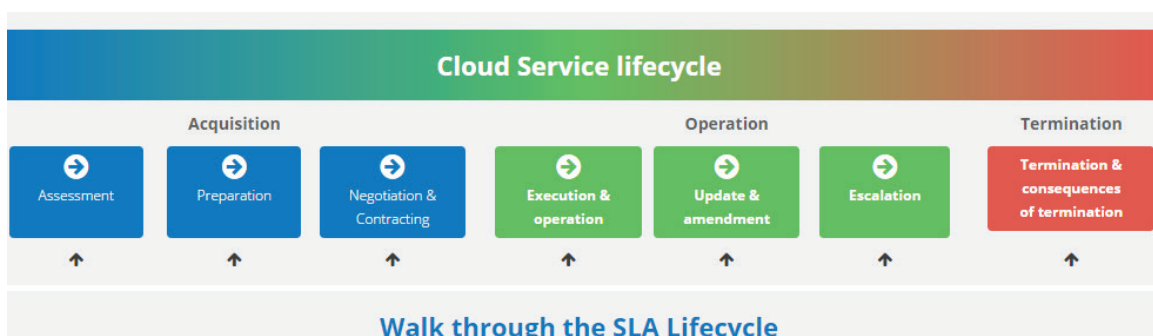 Cloud Service lifecycle
Acquisition
Operation
Termination
Assessment
Preparation
Negotiation &
Contracting
Execution &
operation
Update &
amendment
Escalation
Termination &
consequences
of termination
Walk through the SLA Lifecycle